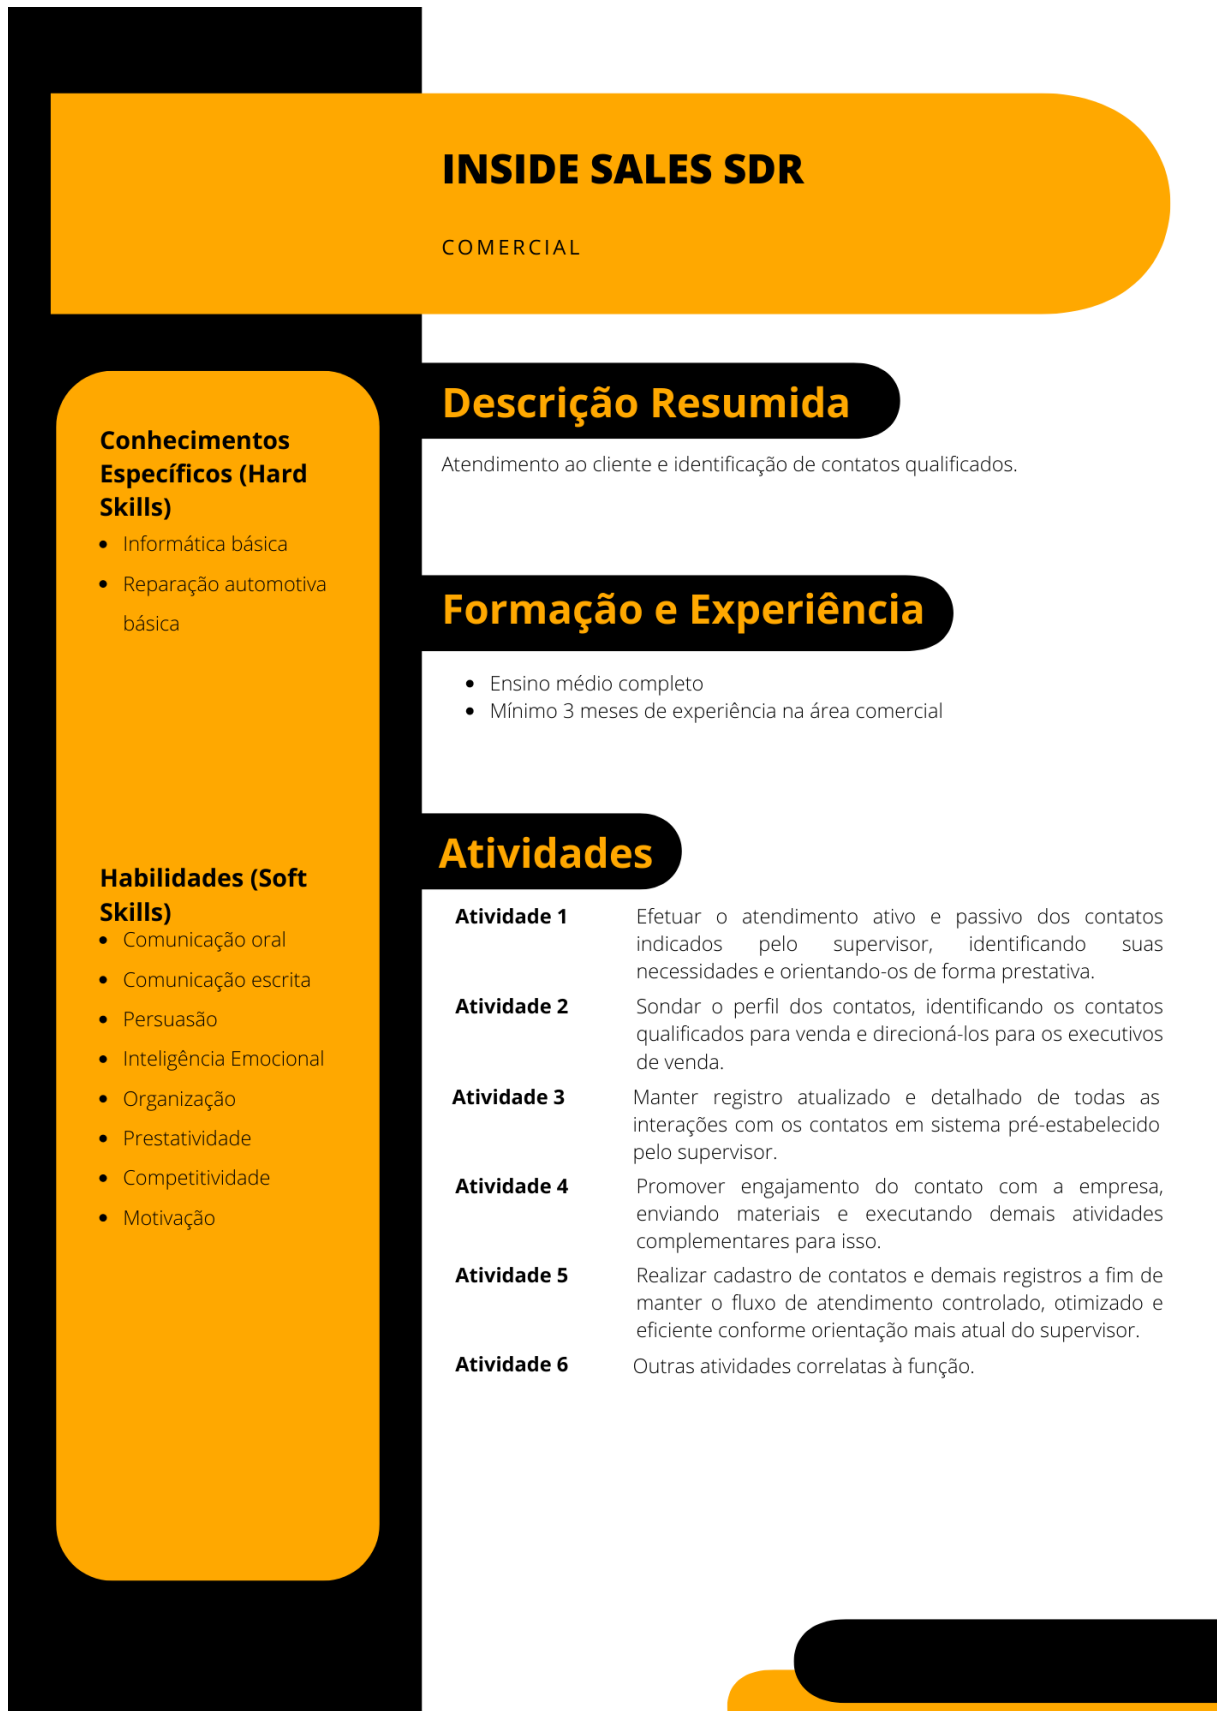 INSIDE SALES SDR
COMERCIAL
Conhecimentos
Específicos (Hard
Skills)
• Informática básica
• Reparação automotiva
básica
Habilidades (Soft
Skills)
• Comunicação oral
• Comunicação escrita
• Persuasão
• Inteligência Emocional
• Organização
• Prestatividade
• Competitividade
• Motivação
Descrição Resumida
Atendimento ao cliente e identificação de contatos qualificados.
Formação e Experiência
• Ensino médio completo
• Mínimo 3 meses de experiência na área comercial
Atividades
Atividade 1 Efetuar o atendimento ativo e passivo dos contatos
indicados pelo supervisor, identificando suas
necessidades e orientando-os de forma prestativa.
Atividade 2 Sondar o perfil dos contatos, identificando os contatos
qualificados para venda e direcioná-los para os executivos
de venda.
Atividade 3 Manter registro atualizado e detalhado de todas as
interações com os contatos em sistema pré-estabelecido
pelo supervisor.
Atividade 4 Promover engajamento do contato com a empresa,
enviando materiais e executando demais atividades
complementares para isso.
Atividade 5 Realizar cadastro de contatos e demais registros a fim de
manter o fluxo de atendimento controlado, otimizado e
eficiente conforme orientação mais atual do supervisor.
Atividade 6 Outras atividades correlatas à função.